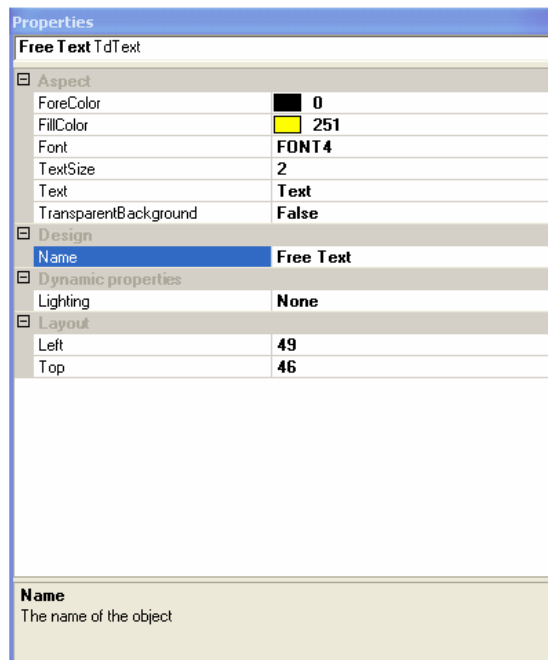 Properties
Free Text TdText
Aspect
ForeColor 0
FillColor 251
Font FONT4
TextSize 2
Text Text
TransparentBackground False
Design
Name Free Text
Dynamic properties
Lighting None
Layout
Left 49
Top 46
Name
The name of the object